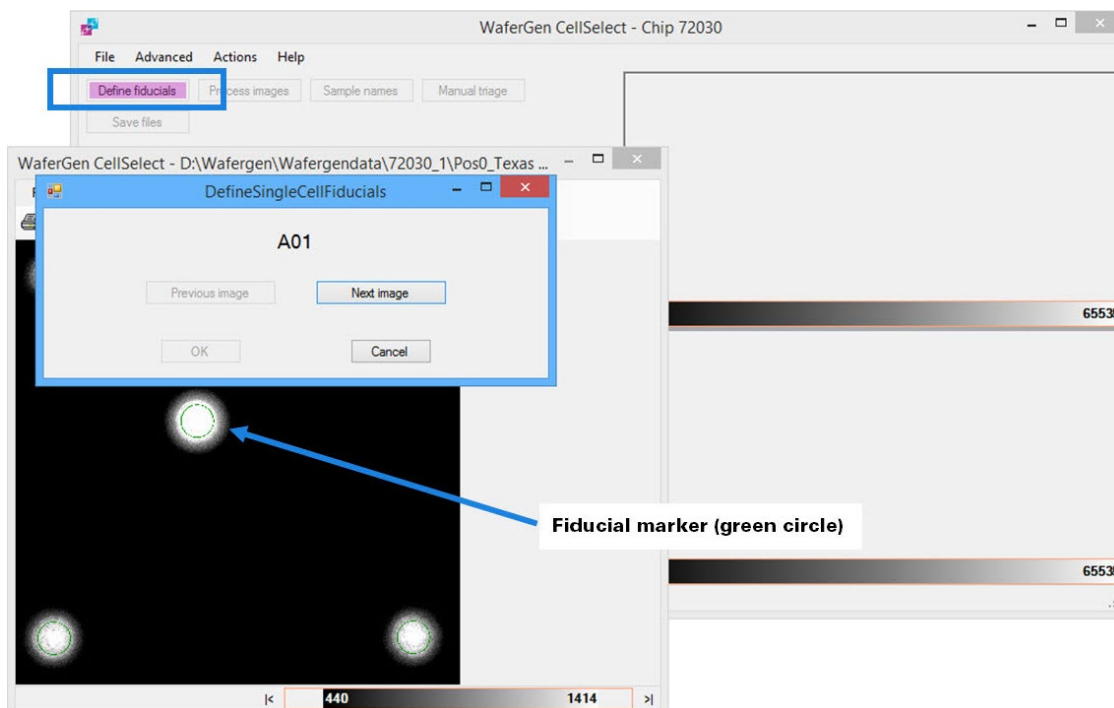 WaferGen CellSelect - Chip 72030
File Advanced Actions Help
Define fiducials Process images Sample names Manual triage
Save files
WaferGen CellSelect - D:\Wafergen\Wafergendata\72030_1\Pos0_Texas ...
DefineSingleCellFiducials
A01
Previous image Next image
OK Cancel
6553
Fiducial marker (green circle)
6553
440 1414